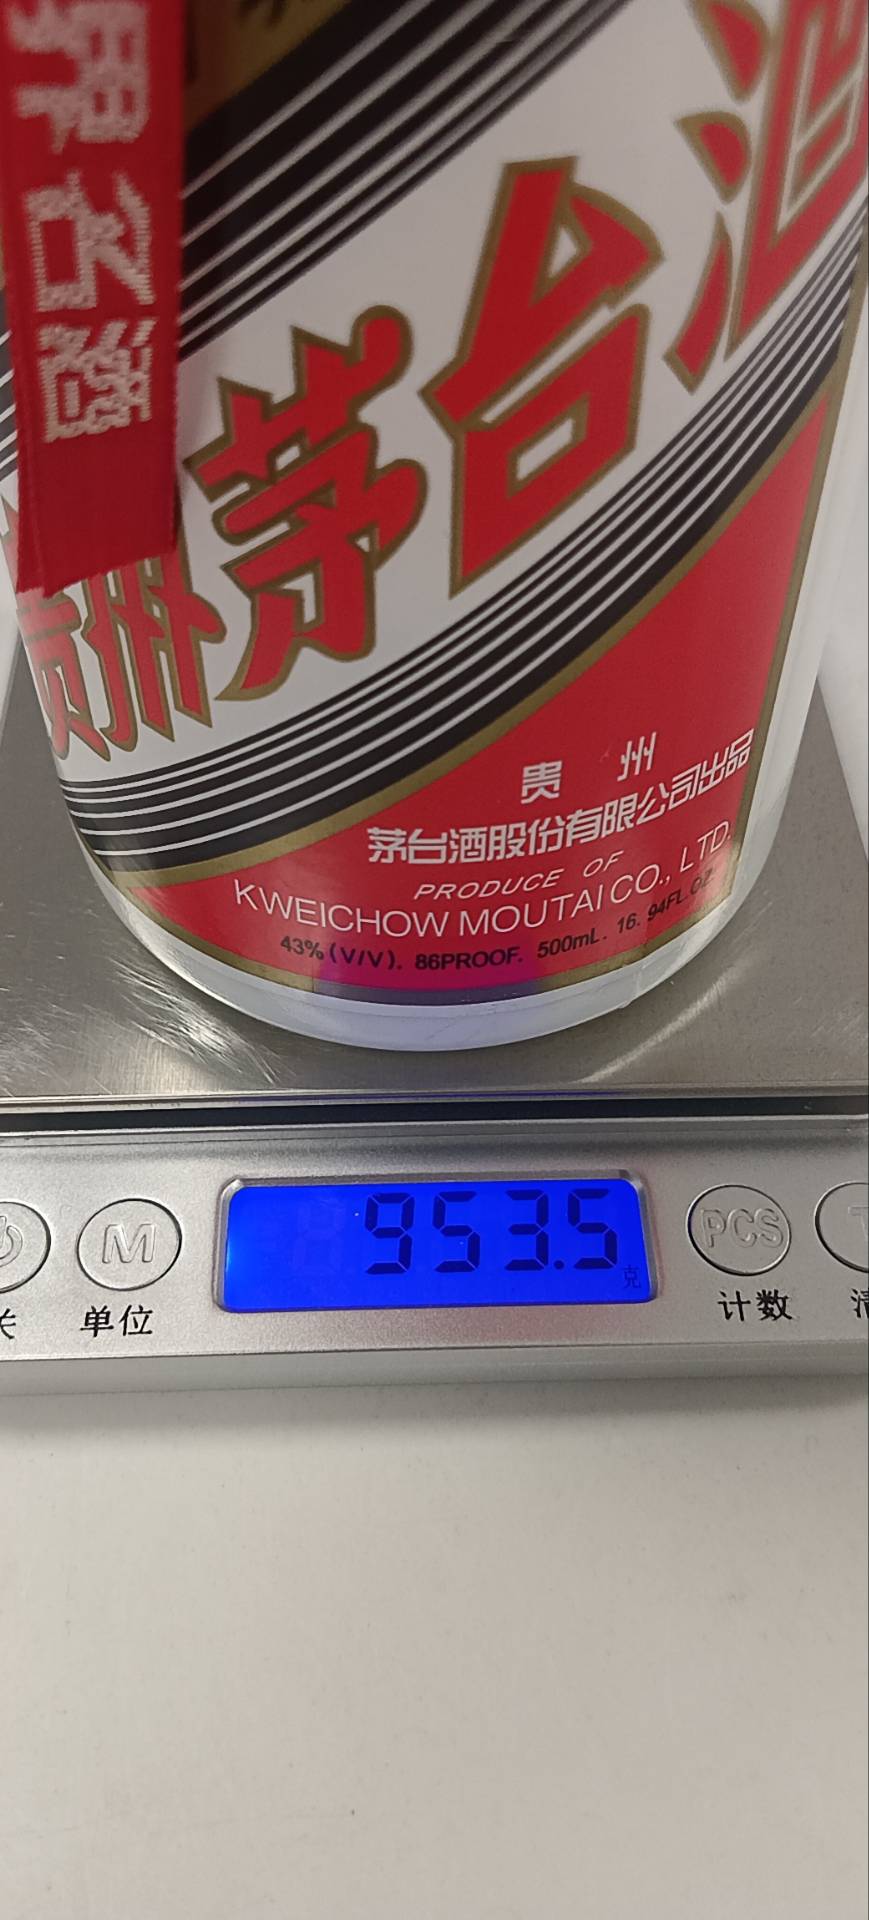 贵州茅台酒
贵 州
茅台酒股份有限公司出品
PRODUCE OF
KWEICHOW MOUTAI CO., LTD.
43% (V/V). 86PROOF. 500mL. 16. 94FL.OZ.
953.5
克
M
PCS
单位
计数